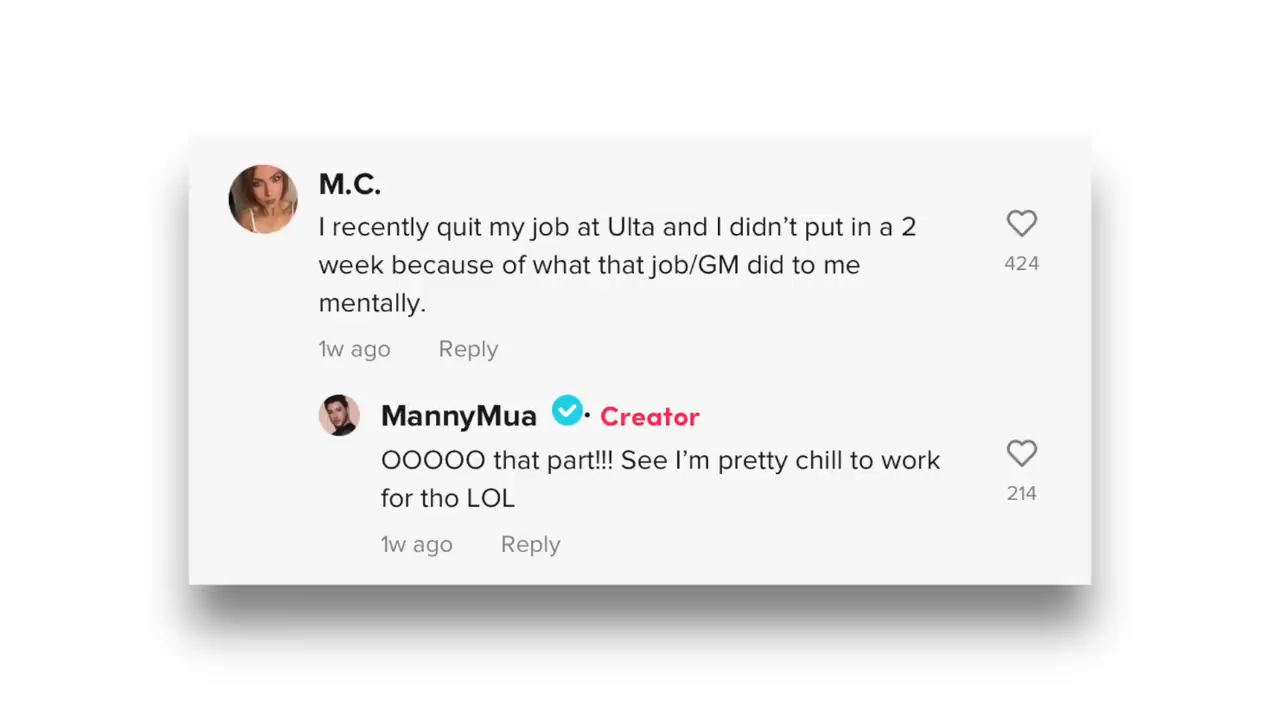 M.C.
I recently quit my job at Ulta and I didn’t put in a 2
week because of what that job/GM did to me
mentally.
424
1w ago Reply
MannyMua · Creator
OOOOO that part!!! See I’m pretty chill to work
for tho LOL
214
1w ago Reply